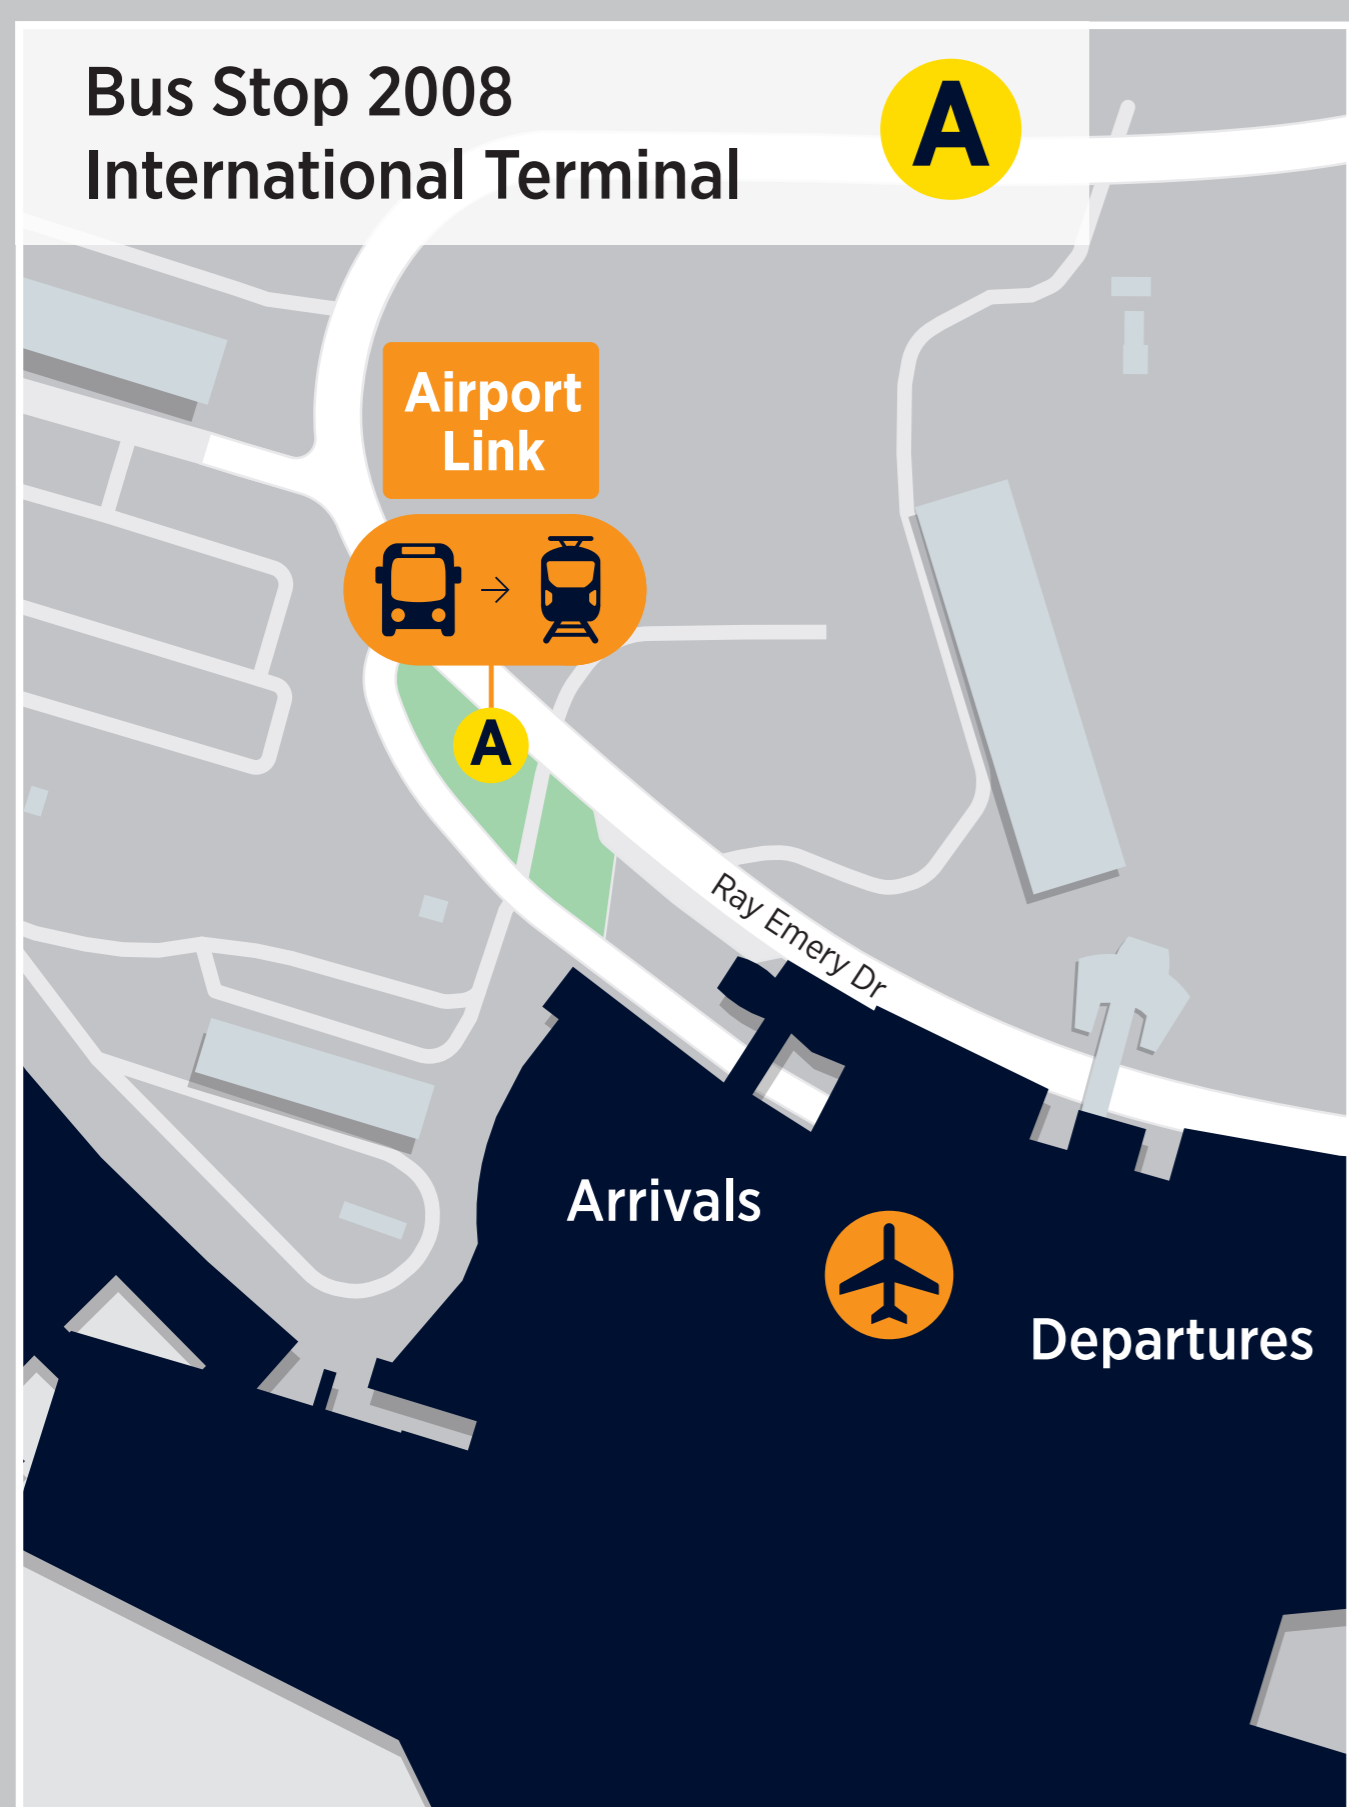 Bus Stop 2008
International Terminal
A
Airport
Link
A
Ray Emery Dr
Arrivals
Departures